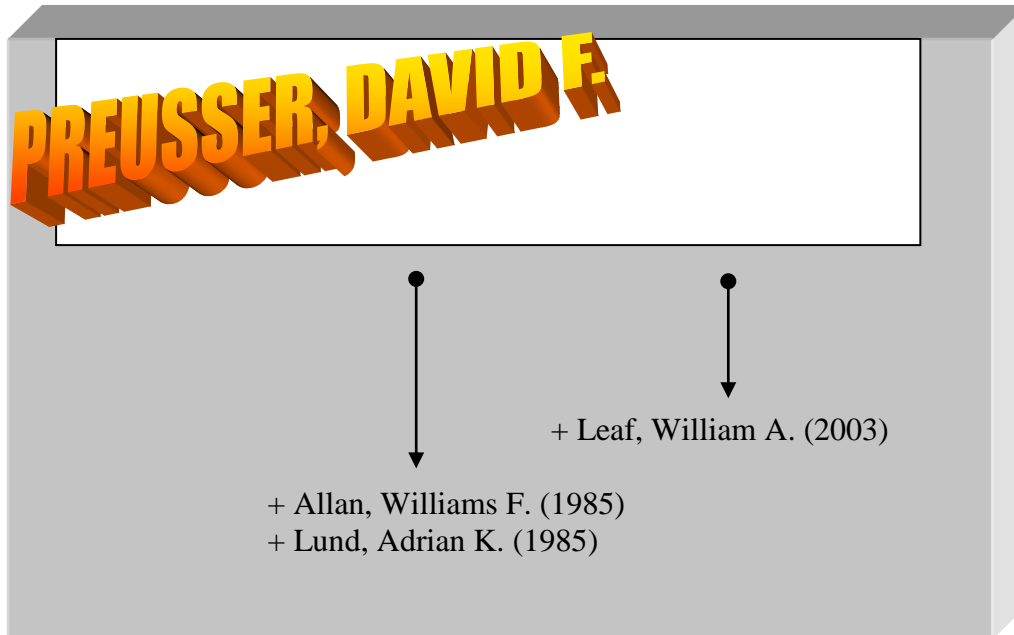 PREUSSER, DAVID F.
+ Leaf, William A. (2003)
+ Allan, Williams F. (1985)
+ Lund, Adrian K. (1985)